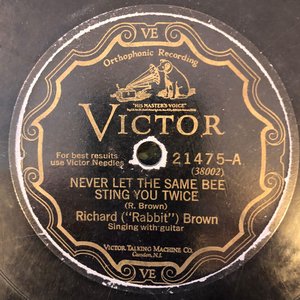 VE
Orthophonic Recording
"HIS MASTER'S VOICE"
VICTOR
For best results
use Victor Needles
21475-A
(38002)
NEVER LET THE SAME BEE
STING YOU TWICE
(R. Brown)
Richard ("Rabbit") Brown
Singing with guitar
VICTOR TALKING MACHINE CO.
Camden, N.J.
VE